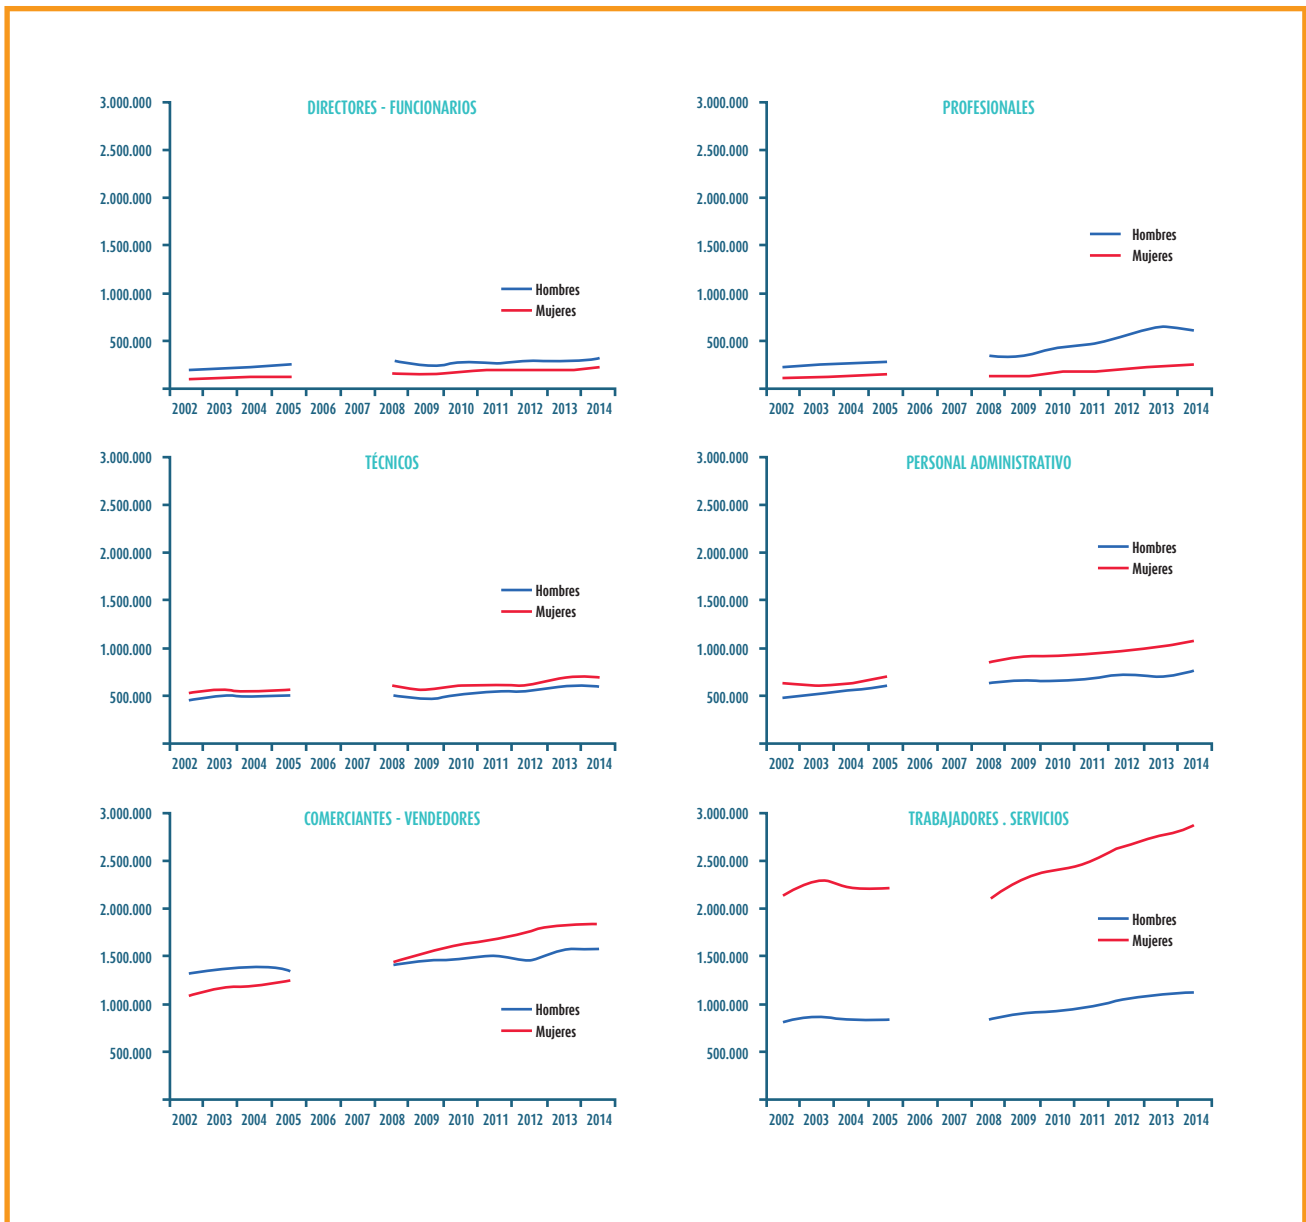 DIRECTORES - FUNCIONARIOS
3.000.000
2.500.000
2.000.000
1.500.000
1.000.000
500.000
Hombres
Mujeres
2002 2003 2004 2005 2006 2007 2008 2009 2010 2011 2012 2013 2014
PROFESIONALES
3.000.000
2.500.000
2.000.000
1.500.000
1.000.000
500.000
Hombres
Mujeres
2002 2003 2004 2005 2006 2007 2008 2009 2010 2011 2012 2013 2014
TÉCNICOS
3.000.000
2.500.000
2.000.000
1.500.000
1.000.000
500.000
Hombres
Mujeres
2002 2003 2004 2005 2006 2007 2008 2009 2010 2011 2012 2013 2014
PERSONAL ADMINISTRATIVO
3.000.000
2.500.000
2.000.000
1.500.000
1.000.000
500.000
Hombres
Mujeres
2002 2003 2004 2005 2006 2007 2008 2009 2010 2011 2012 2013 2014
COMERCIANTES - VENDEDORES
3.000.000
2.500.000
2.000.000
1.500.000
1.000.000
500.000
Hombres
Mujeres
2002 2003 2004 2005 2006 2007 2008 2009 2010 2011 2012 2013 2014
TRABAJADORES . SERVICIOS
3.000.000
2.500.000
2.000.000
1.500.000
1.000.000
500.000
Hombres
Mujeres
2002 2003 2004 2005 2006 2007 2008 2009 2010 2011 2012 2013 2014